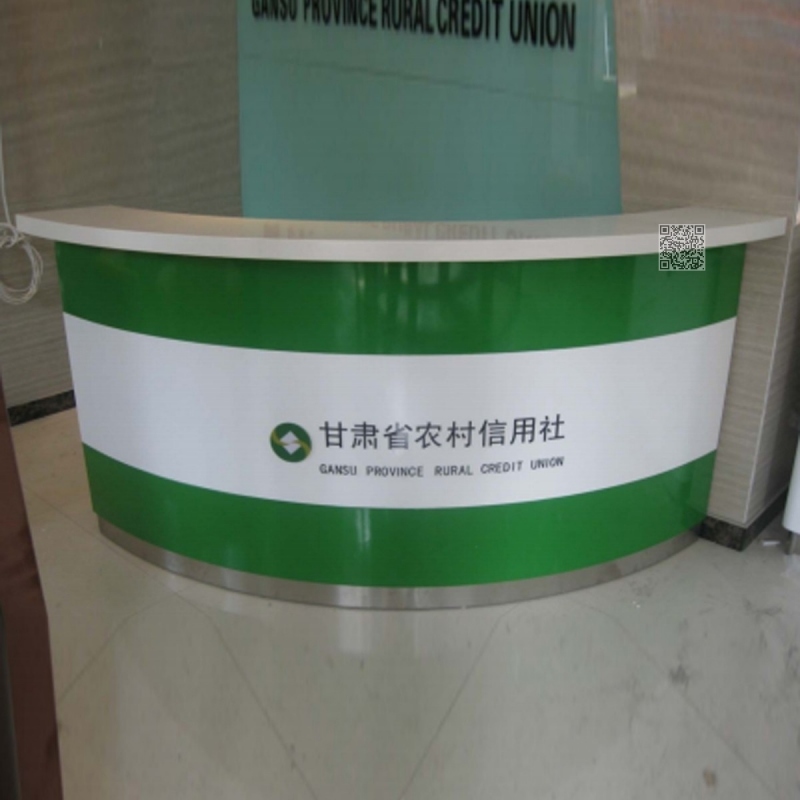 GANSU PROVINCE RURAL CREDIT UNION
甘肃省农村信用社
GANSU PROVINCE RURAL CREDIT UNION